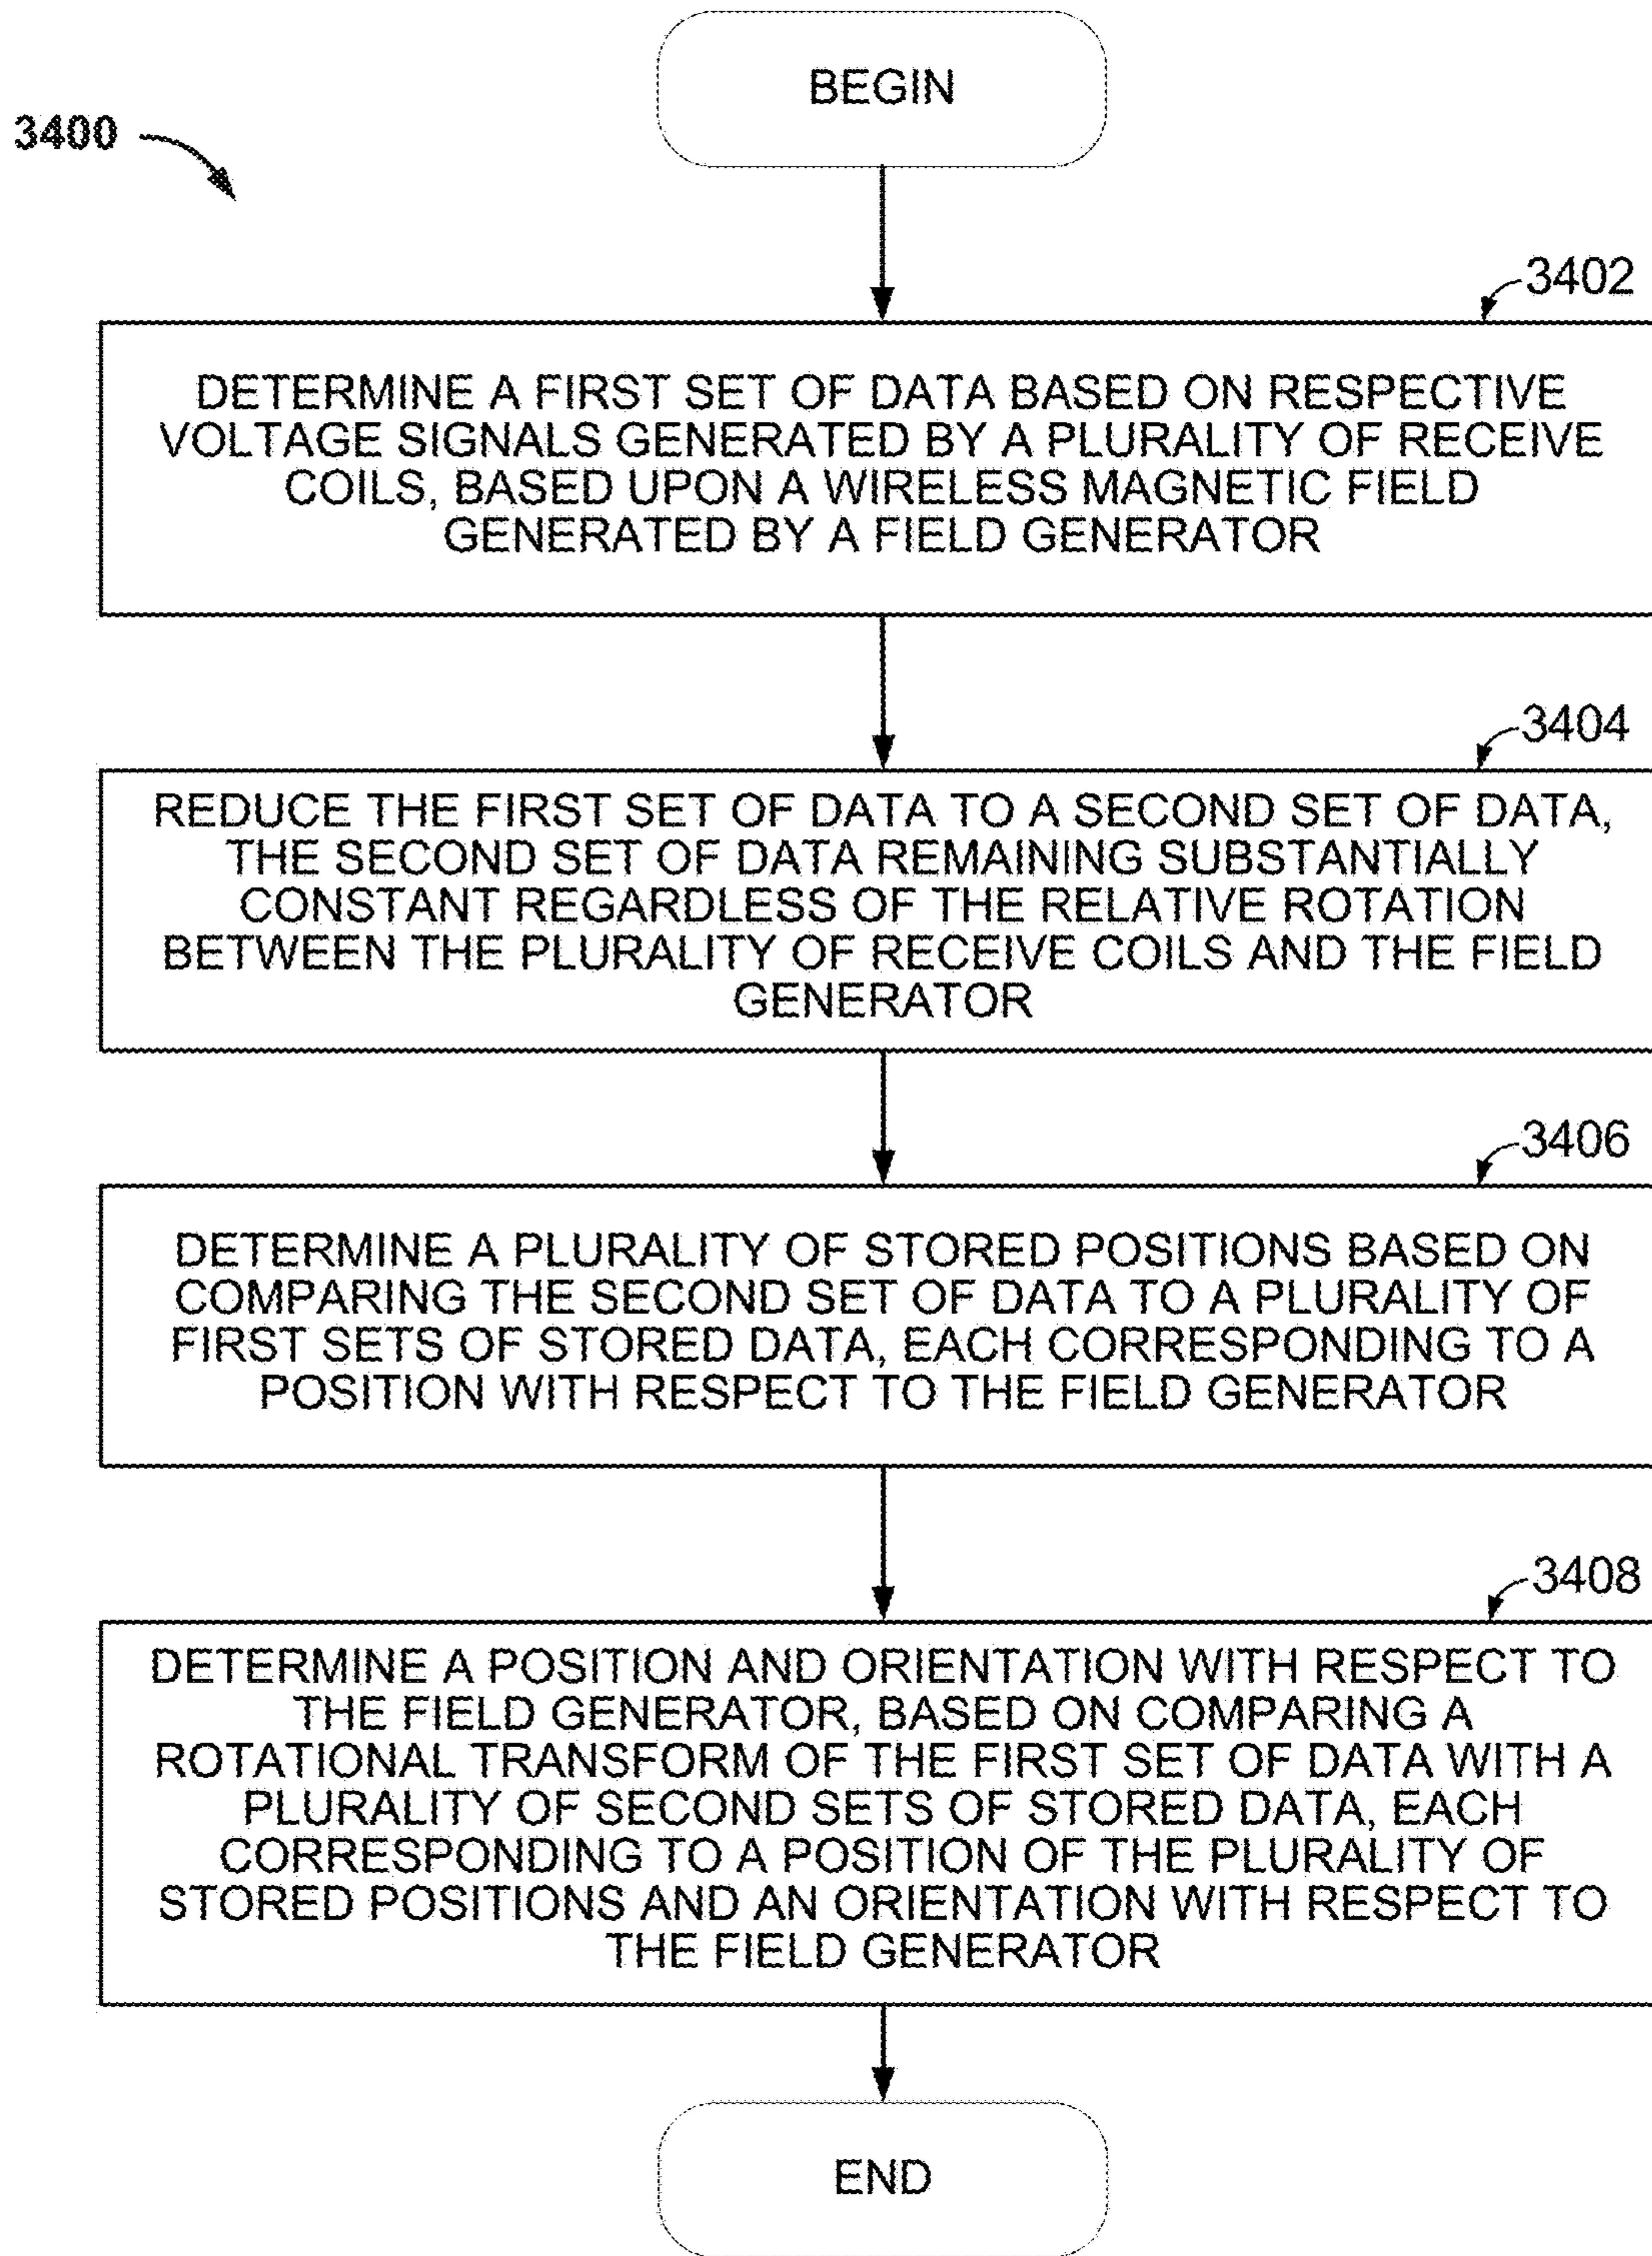 BEGIN
3400
3402
DETERMINE A FIRST SET OF DATA BASED ON RESPECTIVE
VOLTAGE SIGNALS GENERATED BY A PLURALITY OF RECEIVE
COILS, BASED UPON A WIRELESS MAGNETIC FIELD
GENERATED BY A FIELD GENERATOR
3404
REDUCE THE FIRST SET OF DATA TO A SECOND SET OF DATA,
THE SECOND SET OF DATA REMAINING SUBSTANTIALLY
CONSTANT REGARDLESS OF THE RELATIVE ROTATION
BETWEEN THE PLURALITY OF RECEIVE COILS AND THE FIELD
GENERATOR
3406
DETERMINE A PLURALITY OF STORED POSITIONS BASED ON
COMPARING THE SECOND SET OF DATA TO A PLURALITY OF
FIRST SETS OF STORED DATA, EACH CORRESPONDING TO A
POSITION WITH RESPECT TO THE FIELD GENERATOR
3408
DETERMINE A POSITION AND ORIENTATION WITH RESPECT TO
THE FIELD GENERATOR, BASED ON COMPARING A
ROTATIONAL TRANSFORM OF THE FIRST SET OF DATA WITH A
PLURALITY OF SECOND SETS OF STORED DATA, EACH
CORRESPONDING TO A POSITION OF THE PLURALITY OF
STORED POSITIONS AND AN ORIENTATION WITH RESPECT TO
THE FIELD GENERATOR
END